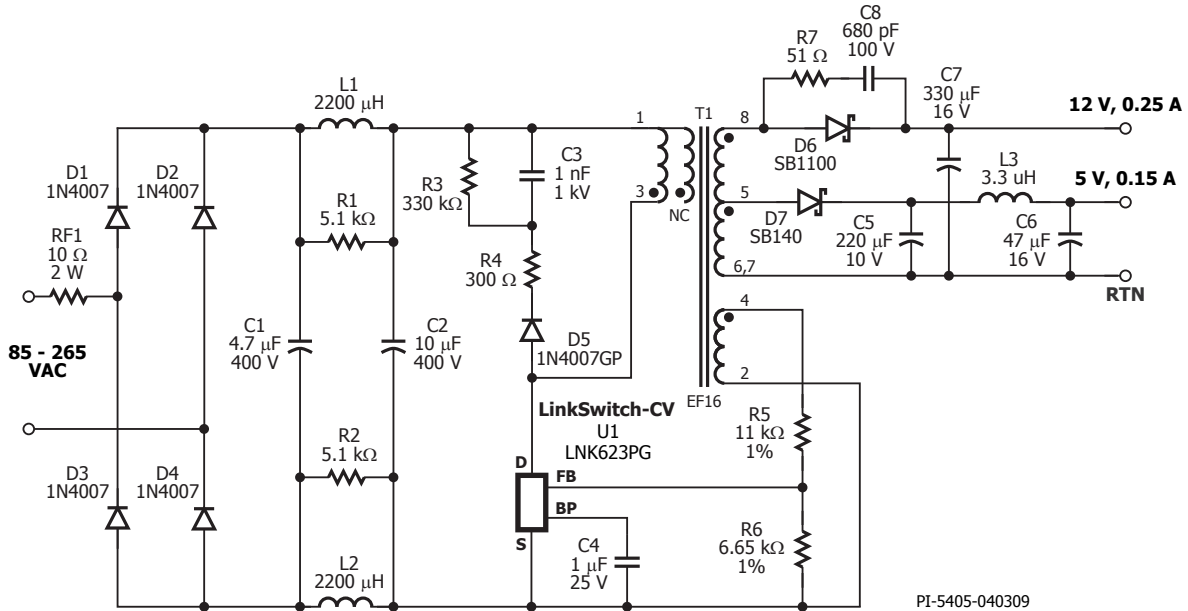 C8
680 pF
100 V
R7
51 Ω
C7
330 μF
16 V
12 V, 0.25 A
L1
2200 μH
1
T1
8
D6
SB1100
L3
3.3 uH
D1
1N4007
D2
1N4007
C3
1 nF
1 kV
R3
330 kΩ
3
NC
5
5 V, 0.15 A
R1
5.1 kΩ
D7
SB140
C5
220 μF
10 V
C6
47 μF
16 V
RF1
10 Ω
2 W
R4
300 Ω
6,7
RTN
4
85 - 265
VAC
C1
4.7 μF
400 V
C2
10 μF
400 V
D5
1N4007GP
2
EF16
LinkSwitch-CV
U1
LNK623PG
R5
11 kΩ
1%
R2
5.1 kΩ
D3
1N4007
D4
1N4007
D
FB
BP
S
R6
6.65 kΩ
1%
C4
1 μF
25 V
L2
2200 μH
PI-5405-040309